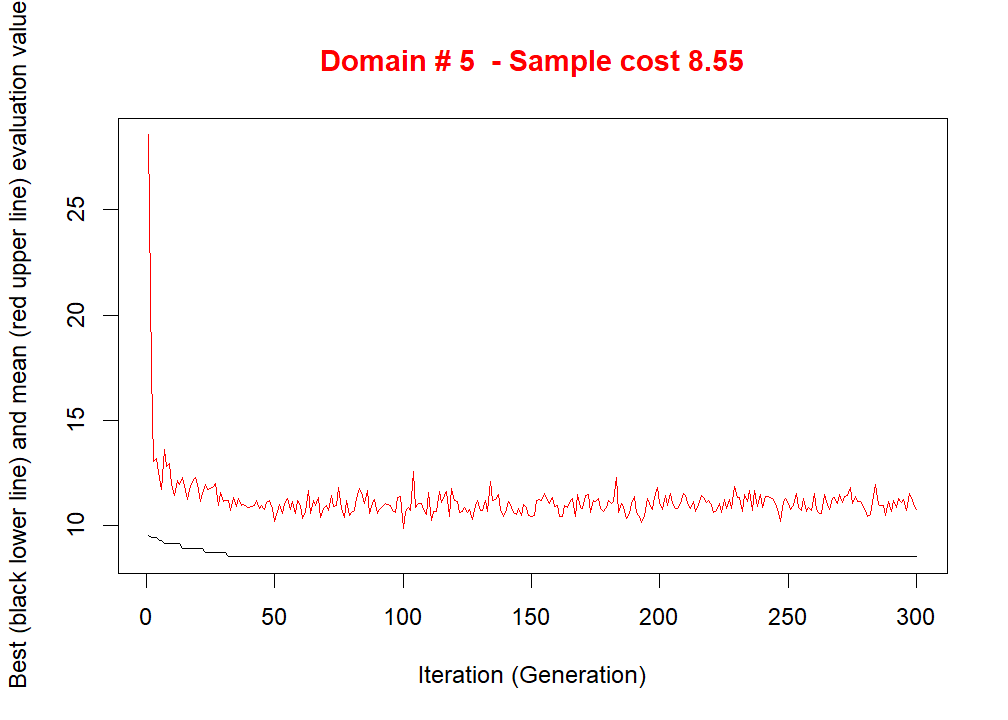 Domain # 5  - Sample cost 8.55
Best (black lower line) and mean (red upper line) evaluation value
25
20
15
10
0 50 100 150 200 250 300
Iteration (Generation)